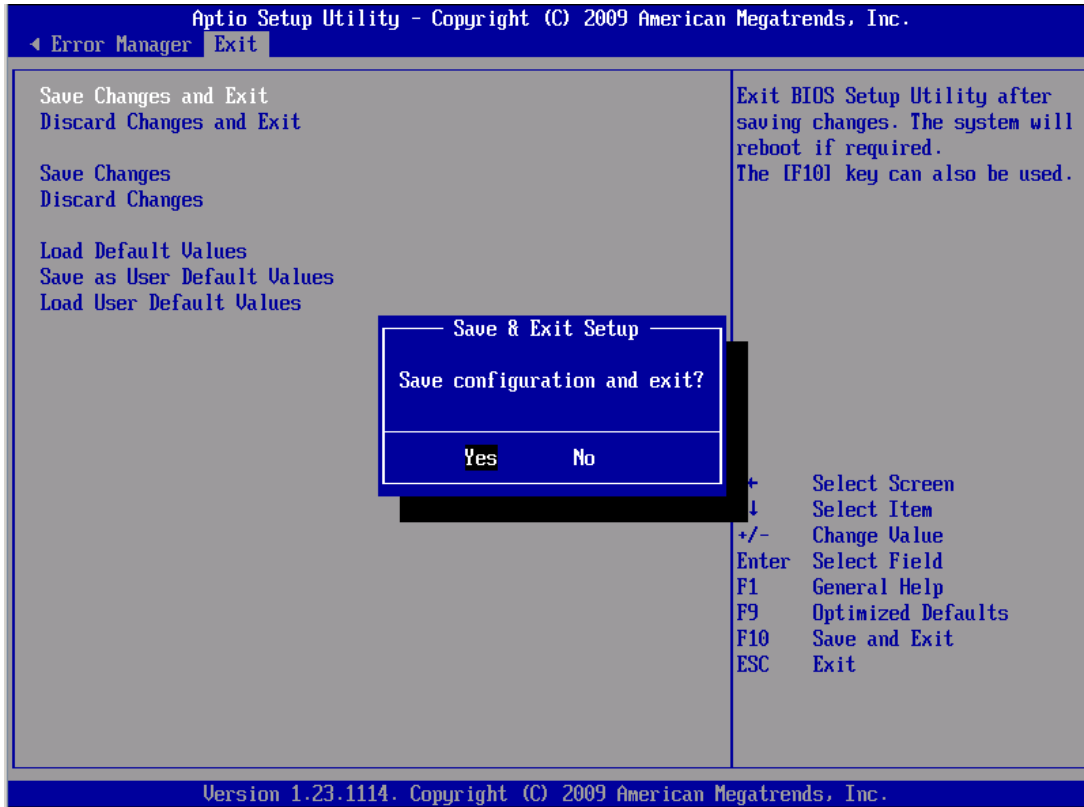 Aptio Setup Utility - Copyright (C) 2009 American Megatrends, Inc.
Error Manager Exit
Save Changes and Exit
Discard Changes and Exit
Save Changes
Discard Changes
Load Default Values
Save as User Default Values
Load User Default Values
Exit BIOS Setup Utility after
saving changes. The system will
reboot if required.
The [F10] key can also be used.
Save & Exit Setup
Save configuration and exit?
Yes No
Select Screen
Select Item
+/- Change Value
Enter Select Field
F1 General Help
F9 Optimized Defaults
F10 Save and Exit
ESC Exit
Version 1.23.1114. Copyright (C) 2009 American Megatrends, Inc.